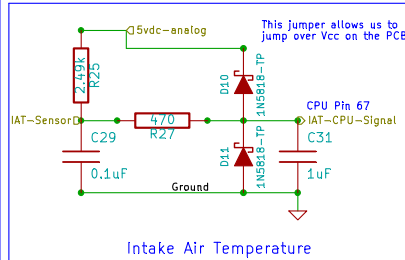 This jumper allows us to
jump over Vcc on the PCB
5vdc-analog
2.49k
R25
D10
1N5818-TP
CPU Pin 67
IAT-Sensor
470
R27
IAT-CPU-Signal
C29
0.1uF
D11
1N5818-TP
C31
1uF
Ground
Intake Air Temperature